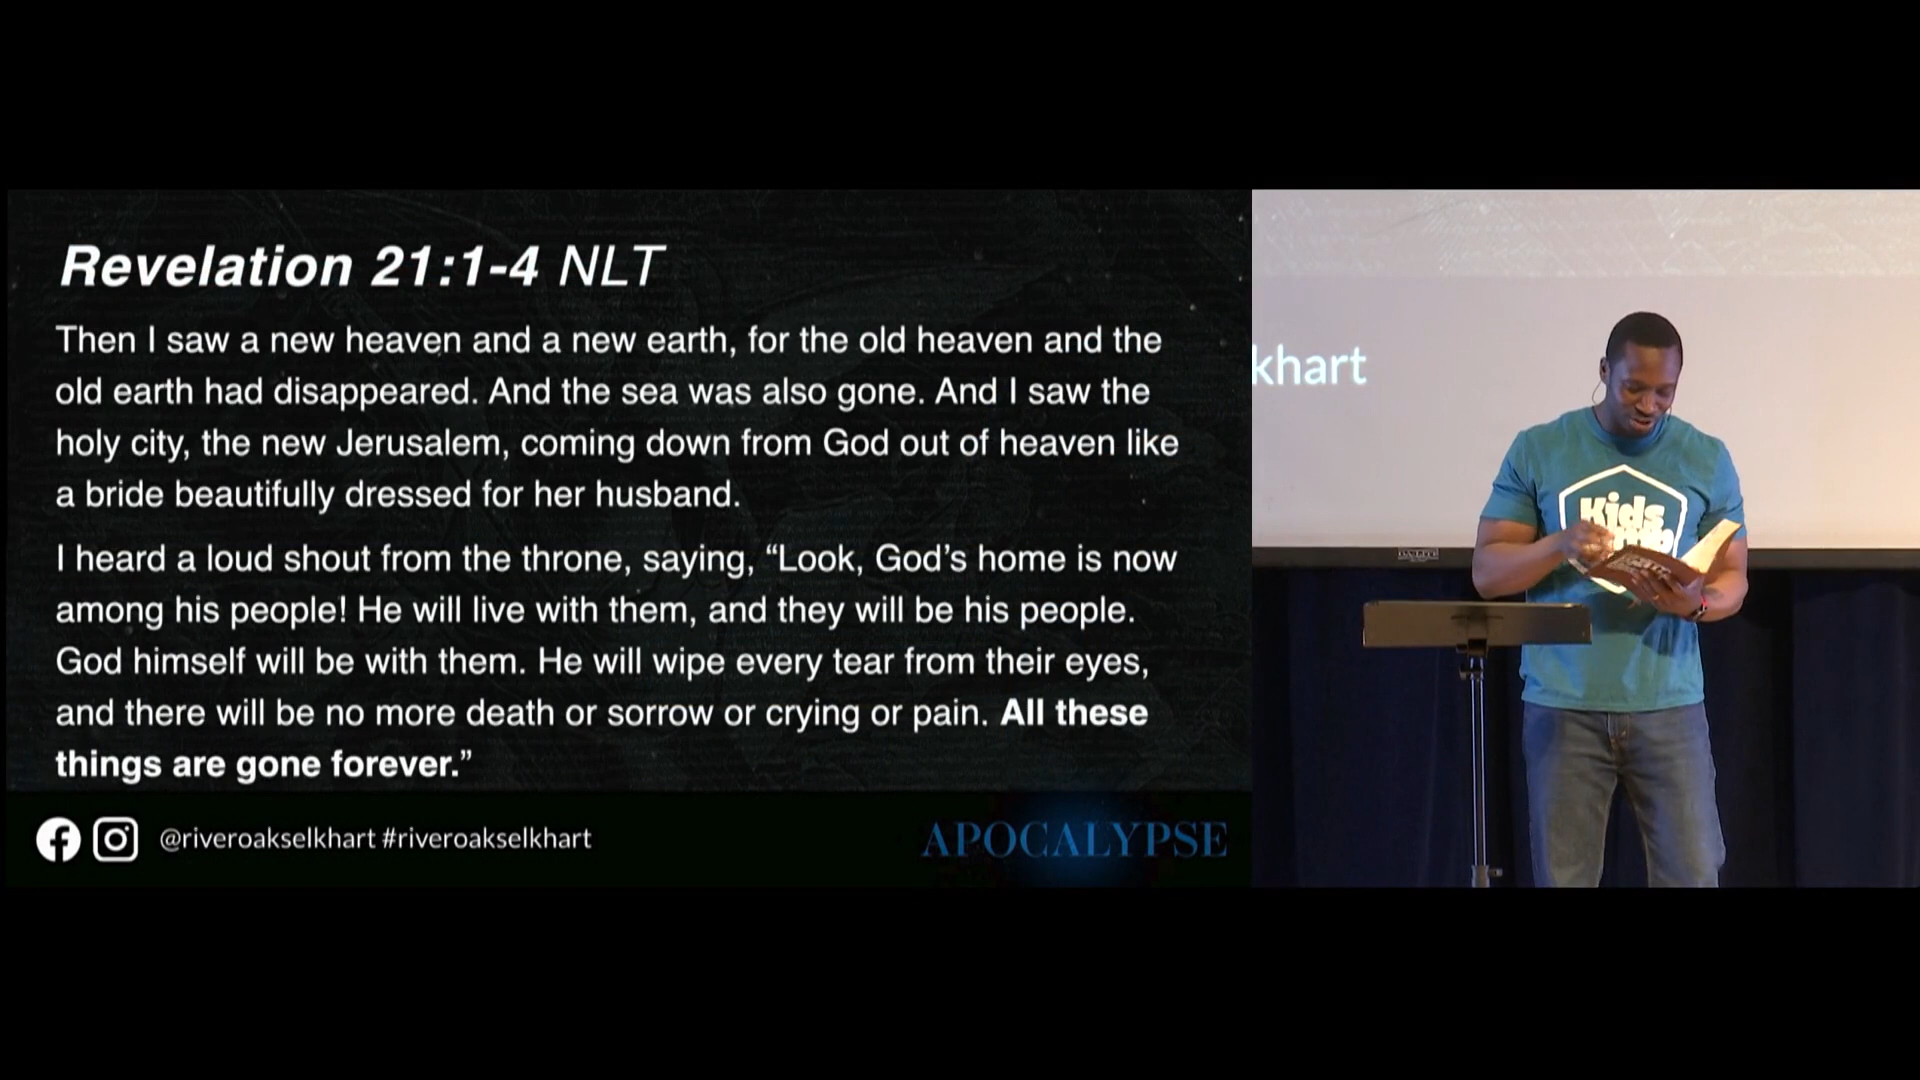 Revelation 21:1-4 NLT
Then I saw a new heaven and a new earth, for the old heaven and the
old earth had disappeared. And the sea was also gone. And I saw the
holy city, the new Jerusalem, coming down from God out of heaven like
a bride beautifully dressed for her husband.
I heard a loud shout from the throne, saying, “Look, God’s home is now
among his people! He will live with them, and they will be his people.
God himself will be with them. He will wipe every tear from their eyes,
and there will be no more death or sorrow or crying or pain. All these
things are gone forever.”
@riveroakselkhart #riveroakselkhart
APOCALYPSE
khart
Kids